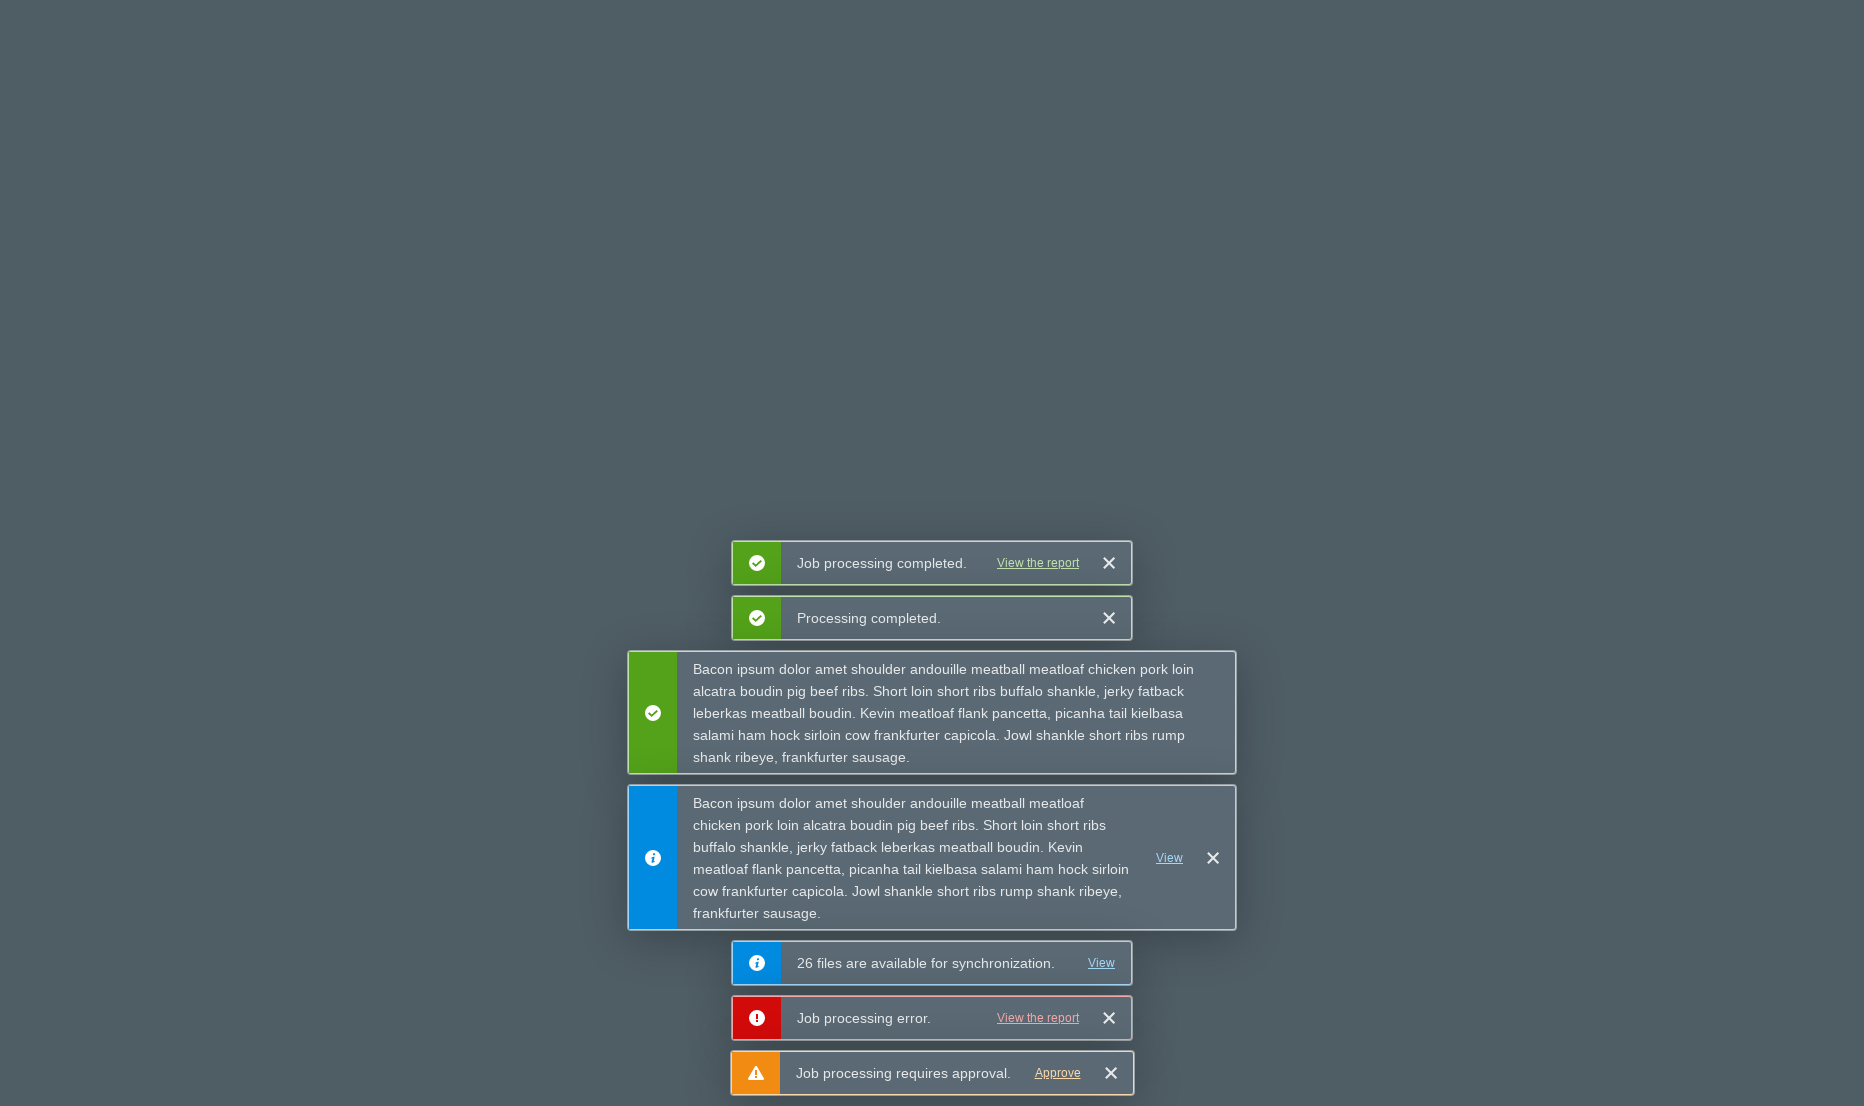 Job processing completed. View the report
Processing completed.
Bacon ipsum dolor amet shoulder andouille meatball meatloaf chicken pork loin
alcatra boudin pig beef ribs. Short loin short ribs buffalo shankle, jerky fatback
leberkas meatball boudin. Kevin meatloaf flank pancetta, picanha tail kielbasa
salami ham hock sirloin cow frankfurter capicola. Jowl shankle short ribs rump
shank ribeye, frankfurter sausage.
Bacon ipsum dolor amet shoulder andouille meatball meatloaf
chicken pork loin alcatra boudin pig beef ribs. Short loin short ribs
buffalo shankle, jerky fatback leberkas meatball boudin. Kevin
meatloaf flank pancetta, picanha tail kielbasa salami ham hock sirloin
cow frankfurter capicola. Jowl shankle short ribs rump shank ribeye,
frankfurter sausage.
View
26 files are available for synchronization. View
Job processing error. View the report
Job processing requires approval. Approve